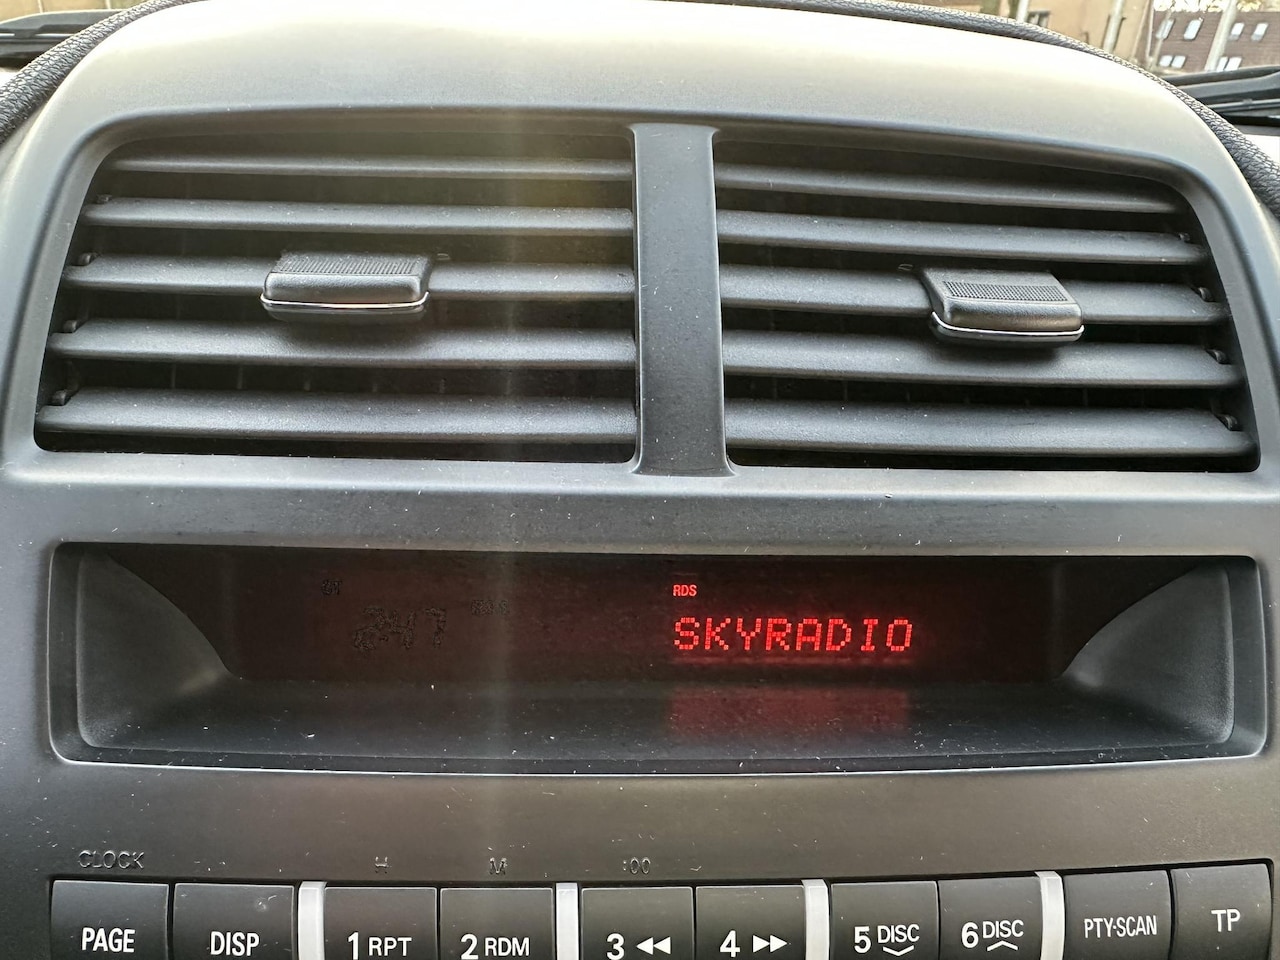 RDS
SKYRADIO
CLOCK H M :00
PAGE DISP 1 RPT 2 RDM 3 ◀◀ 4 ▶▶ 5 DISC 6 DISC PTY·SCAN TP